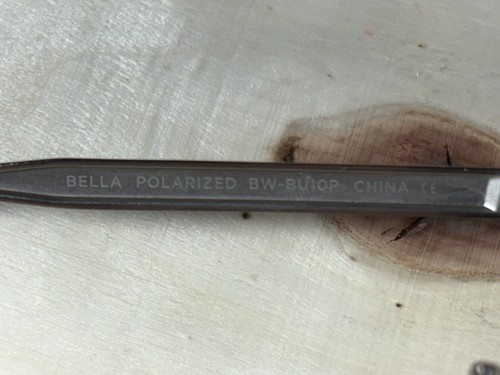 BELLA POLARIZED BW-BU10P CHINA CE